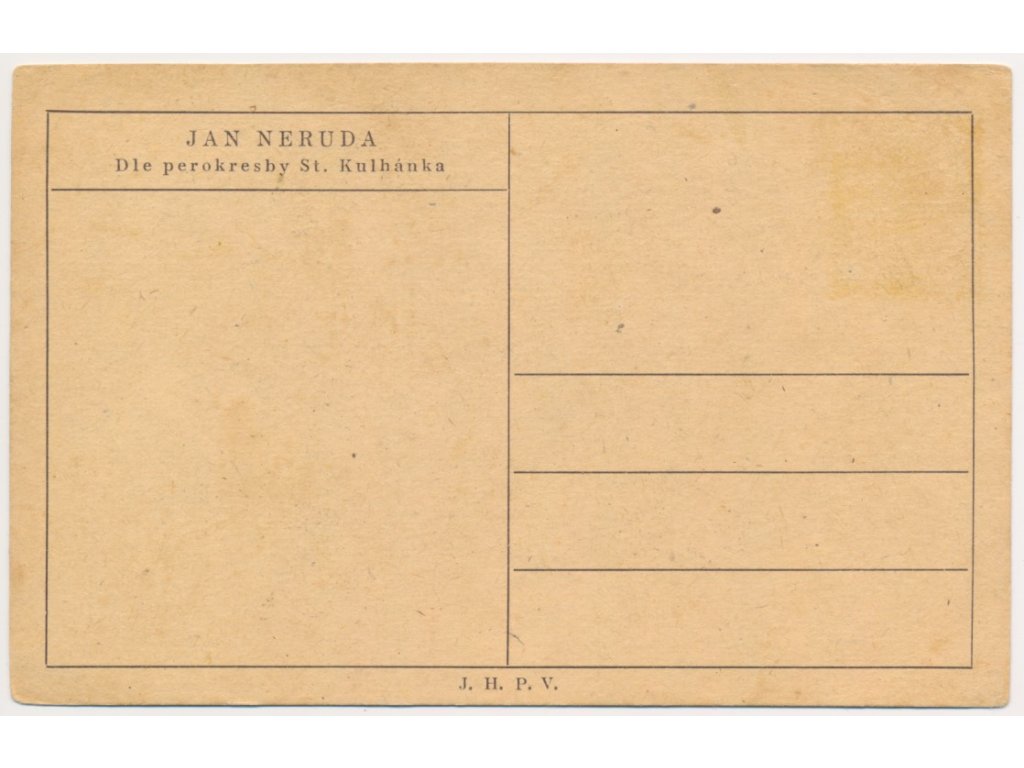 JAN NERUDA
Dle perokresby St. Kulhánka
J. H. P. V.